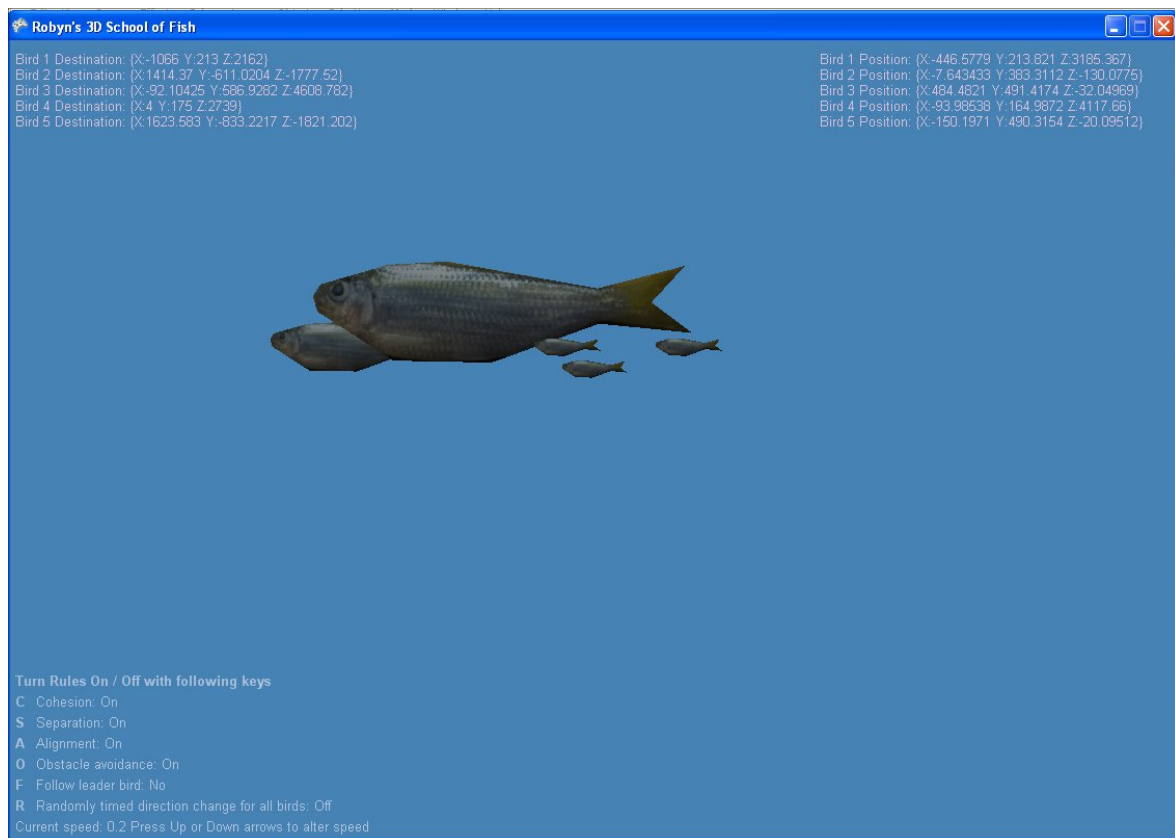 Robyn's 3D School of Fish
Bird 1 Destination: {X:-1066 Y:213 Z:2162}
Bird 2 Destination: {X:1414.37 Y:-611.0204 Z:-1777.52}
Bird 3 Destination: {X:-92.10425 Y:586.9282 Z:4608.782}
Bird 4 Destination: {X:4 Y:175 Z:2739}
Bird 5 Destination: {X:1623.583 Y:-833.2217 Z:-1821.202}
Bird 1 Position: {X:-446.5779 Y:213.821 Z:3185.367}
Bird 2 Position: {X:-7.643433 Y:383.3112 Z:-130.0775}
Bird 3 Position: {X:484.4821 Y:491.4174 Z:-32.04969}
Bird 4 Position: {X:-93.98538 Y:164.9872 Z:4117.66}
Bird 5 Position: {X:-150.1971 Y:490.3154 Z:-20.09512}
Turn Rules On / Off with following keys
C Cohesion: On
S Separation: On
A Alignment: On
O Obstacle avoidance: On
F Follow leader bird: No
R Randomly timed direction change for all birds: Off
Current speed: 0.2 Press Up or Down arrows to alter speed